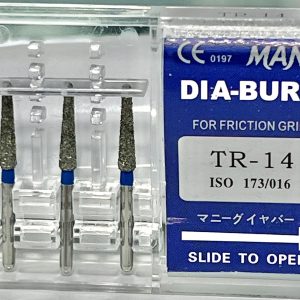 CE 0197 MAN
DIA-BUR
FOR FRICTION GRI
TR-14
ISO 173/016
マニーダイヤバー
SLIDE TO OPE